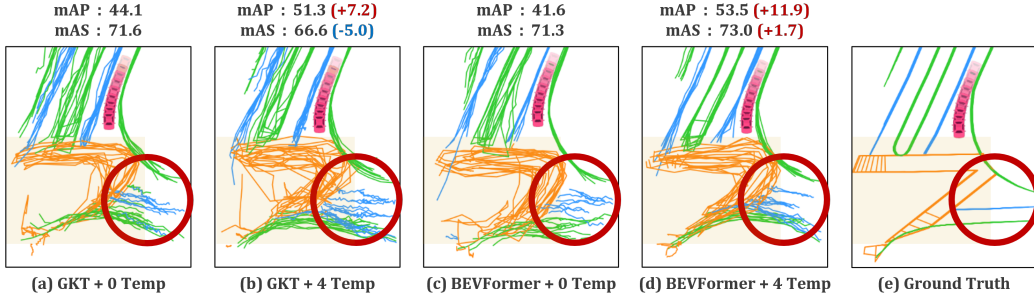 mAP : 44.1
mAS : 71.6
mAP : 51.3 (+7.2)
mAS : 66.6 (-5.0)
mAP : 41.6
mAS : 71.3
mAP : 53.5 (+11.9)
mAS : 73.0 (+1.7)
(a) GKT + 0 Temp
(b) GKT + 4 Temp
(c) BEVFormer + 0 Temp
(d) BEVFormer + 4 Temp
(e) Ground Truth